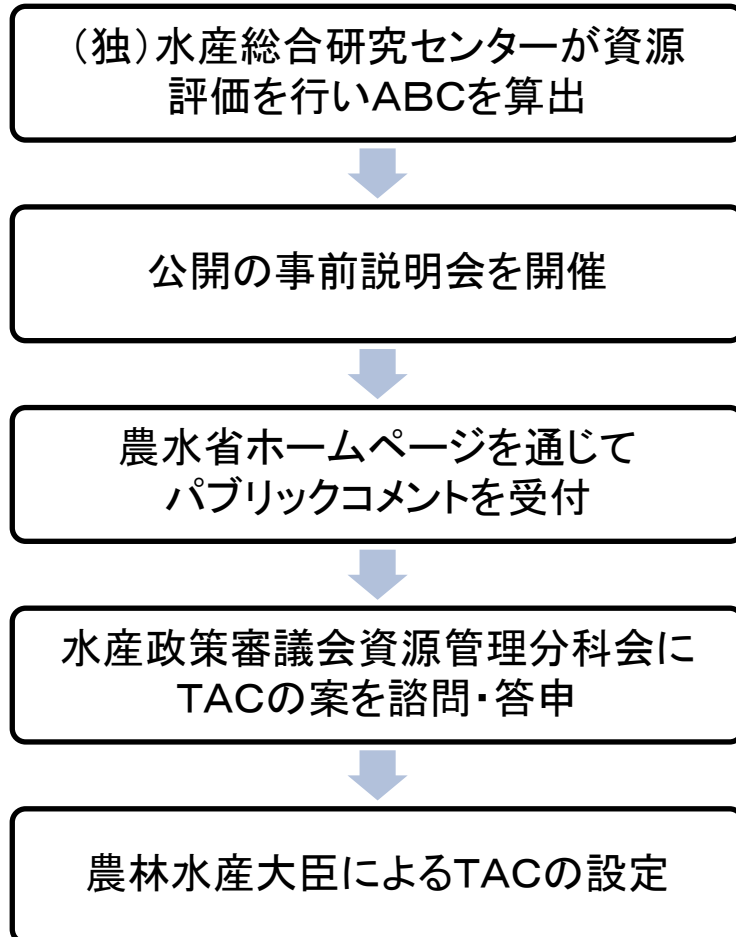 （独）水産総合研究センターが資源
評価を行いＡＢＣを算出
公開の事前説明会を開催
農水省ホームページを通じて
パブリックコメントを受付
水産政策審議会資源管理分科会に
ＴＡＣの案を諮問・答申
農林水産大臣によるＴＡＣの設定